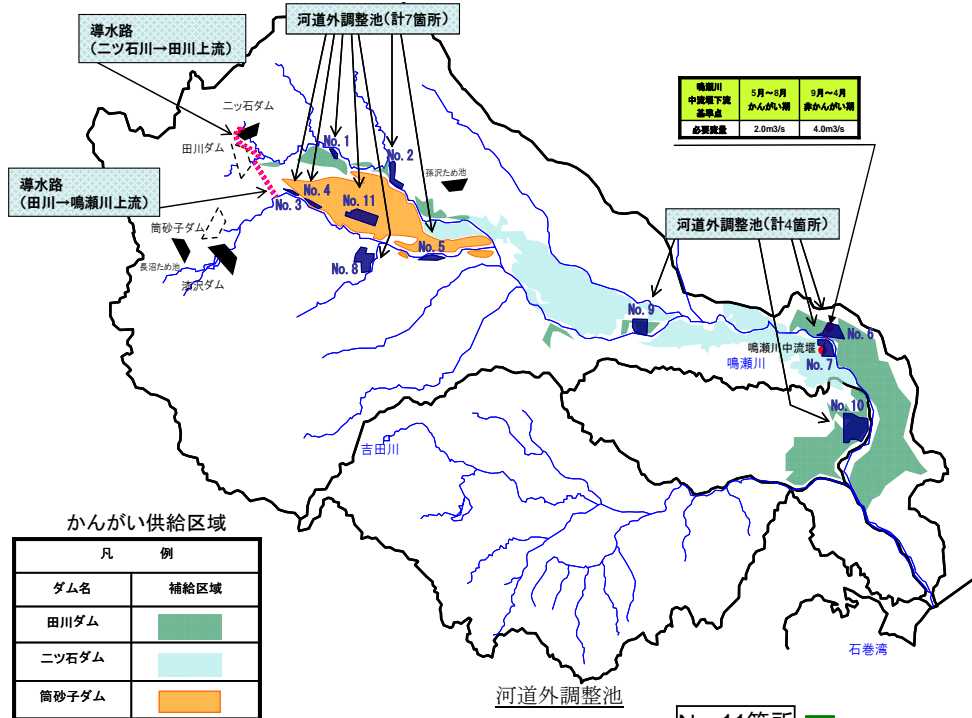 導水路
（二ツ石川→田川上流）
河道外調整池(計7箇所)
鳴瀬川
中流堰下流
基準点
5月～8月
かんがい期
9月～4月
非かんがい期
必要流量
2.0m3/s
4.0m3/s
二ツ石ダム
田川ダム
No.1
No.2
孫沢ため池
導水路
（田川→鳴瀬川上流）
No.3
No.4
No.11
筒砂子ダム
長沼ため池
漆沢ダム
No.8
No.5
河道外調整池(計4箇所)
No.9
No.6
鳴瀬川中流堰
鳴瀬川
No.7
No.10
吉田川
石巻湾
かんがい供給区域
凡　例
ダム名
補給区域
田川ダム
二ツ石ダム
筒砂子ダム
河道外調整池
No 11箇所